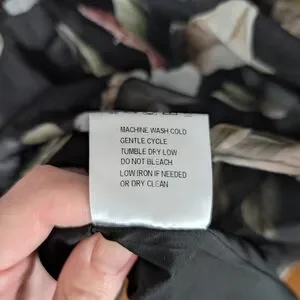 MACHINE WASH COLD
GENTLE CYCLE
TUMBLE DRY LOW
DO NOT BLEACH
LOW IRON IF NEEDED
OR DRY CLEAN